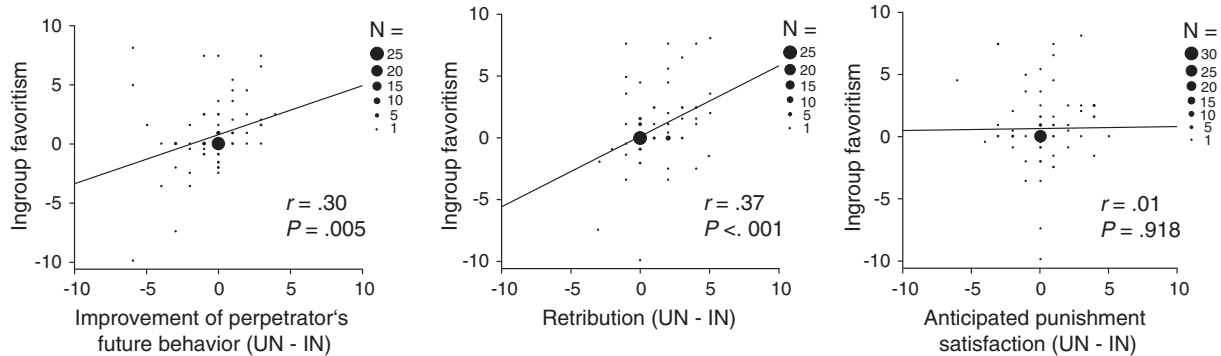 10
5
0
-5
-10
Ingroup favoritism
-10 -5 0 5 10
Improvement of perpetrator‘s
future behavior (UN - IN)
N =
25
20
15
10
5
1
r = .30
P = .005
10
5
0
-5
-10
Ingroup favoritism
-10 -5 0 5 10
Retribution (UN - IN)
N =
25
20
15
10
5
1
r = .37
P <. 001
10
5
0
-5
-10
Ingroup favoritism
-10 -5 0 5 10
Anticipated punishment
satisfaction (UN - IN)
N =
30
25
20
15
10
5
1
r = .01
P = .918